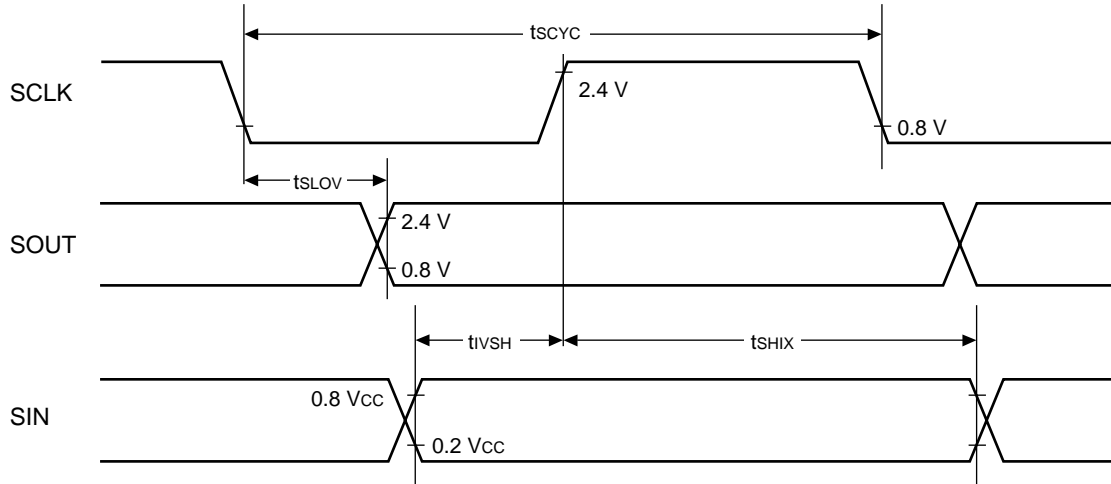 tSCYC
SCLK
2.4 V
0.8 V
tSLOV
SOUT
2.4 V
0.8 V
tIVSH
tSHIX
SIN
0.8 VCC
0.2 VCC